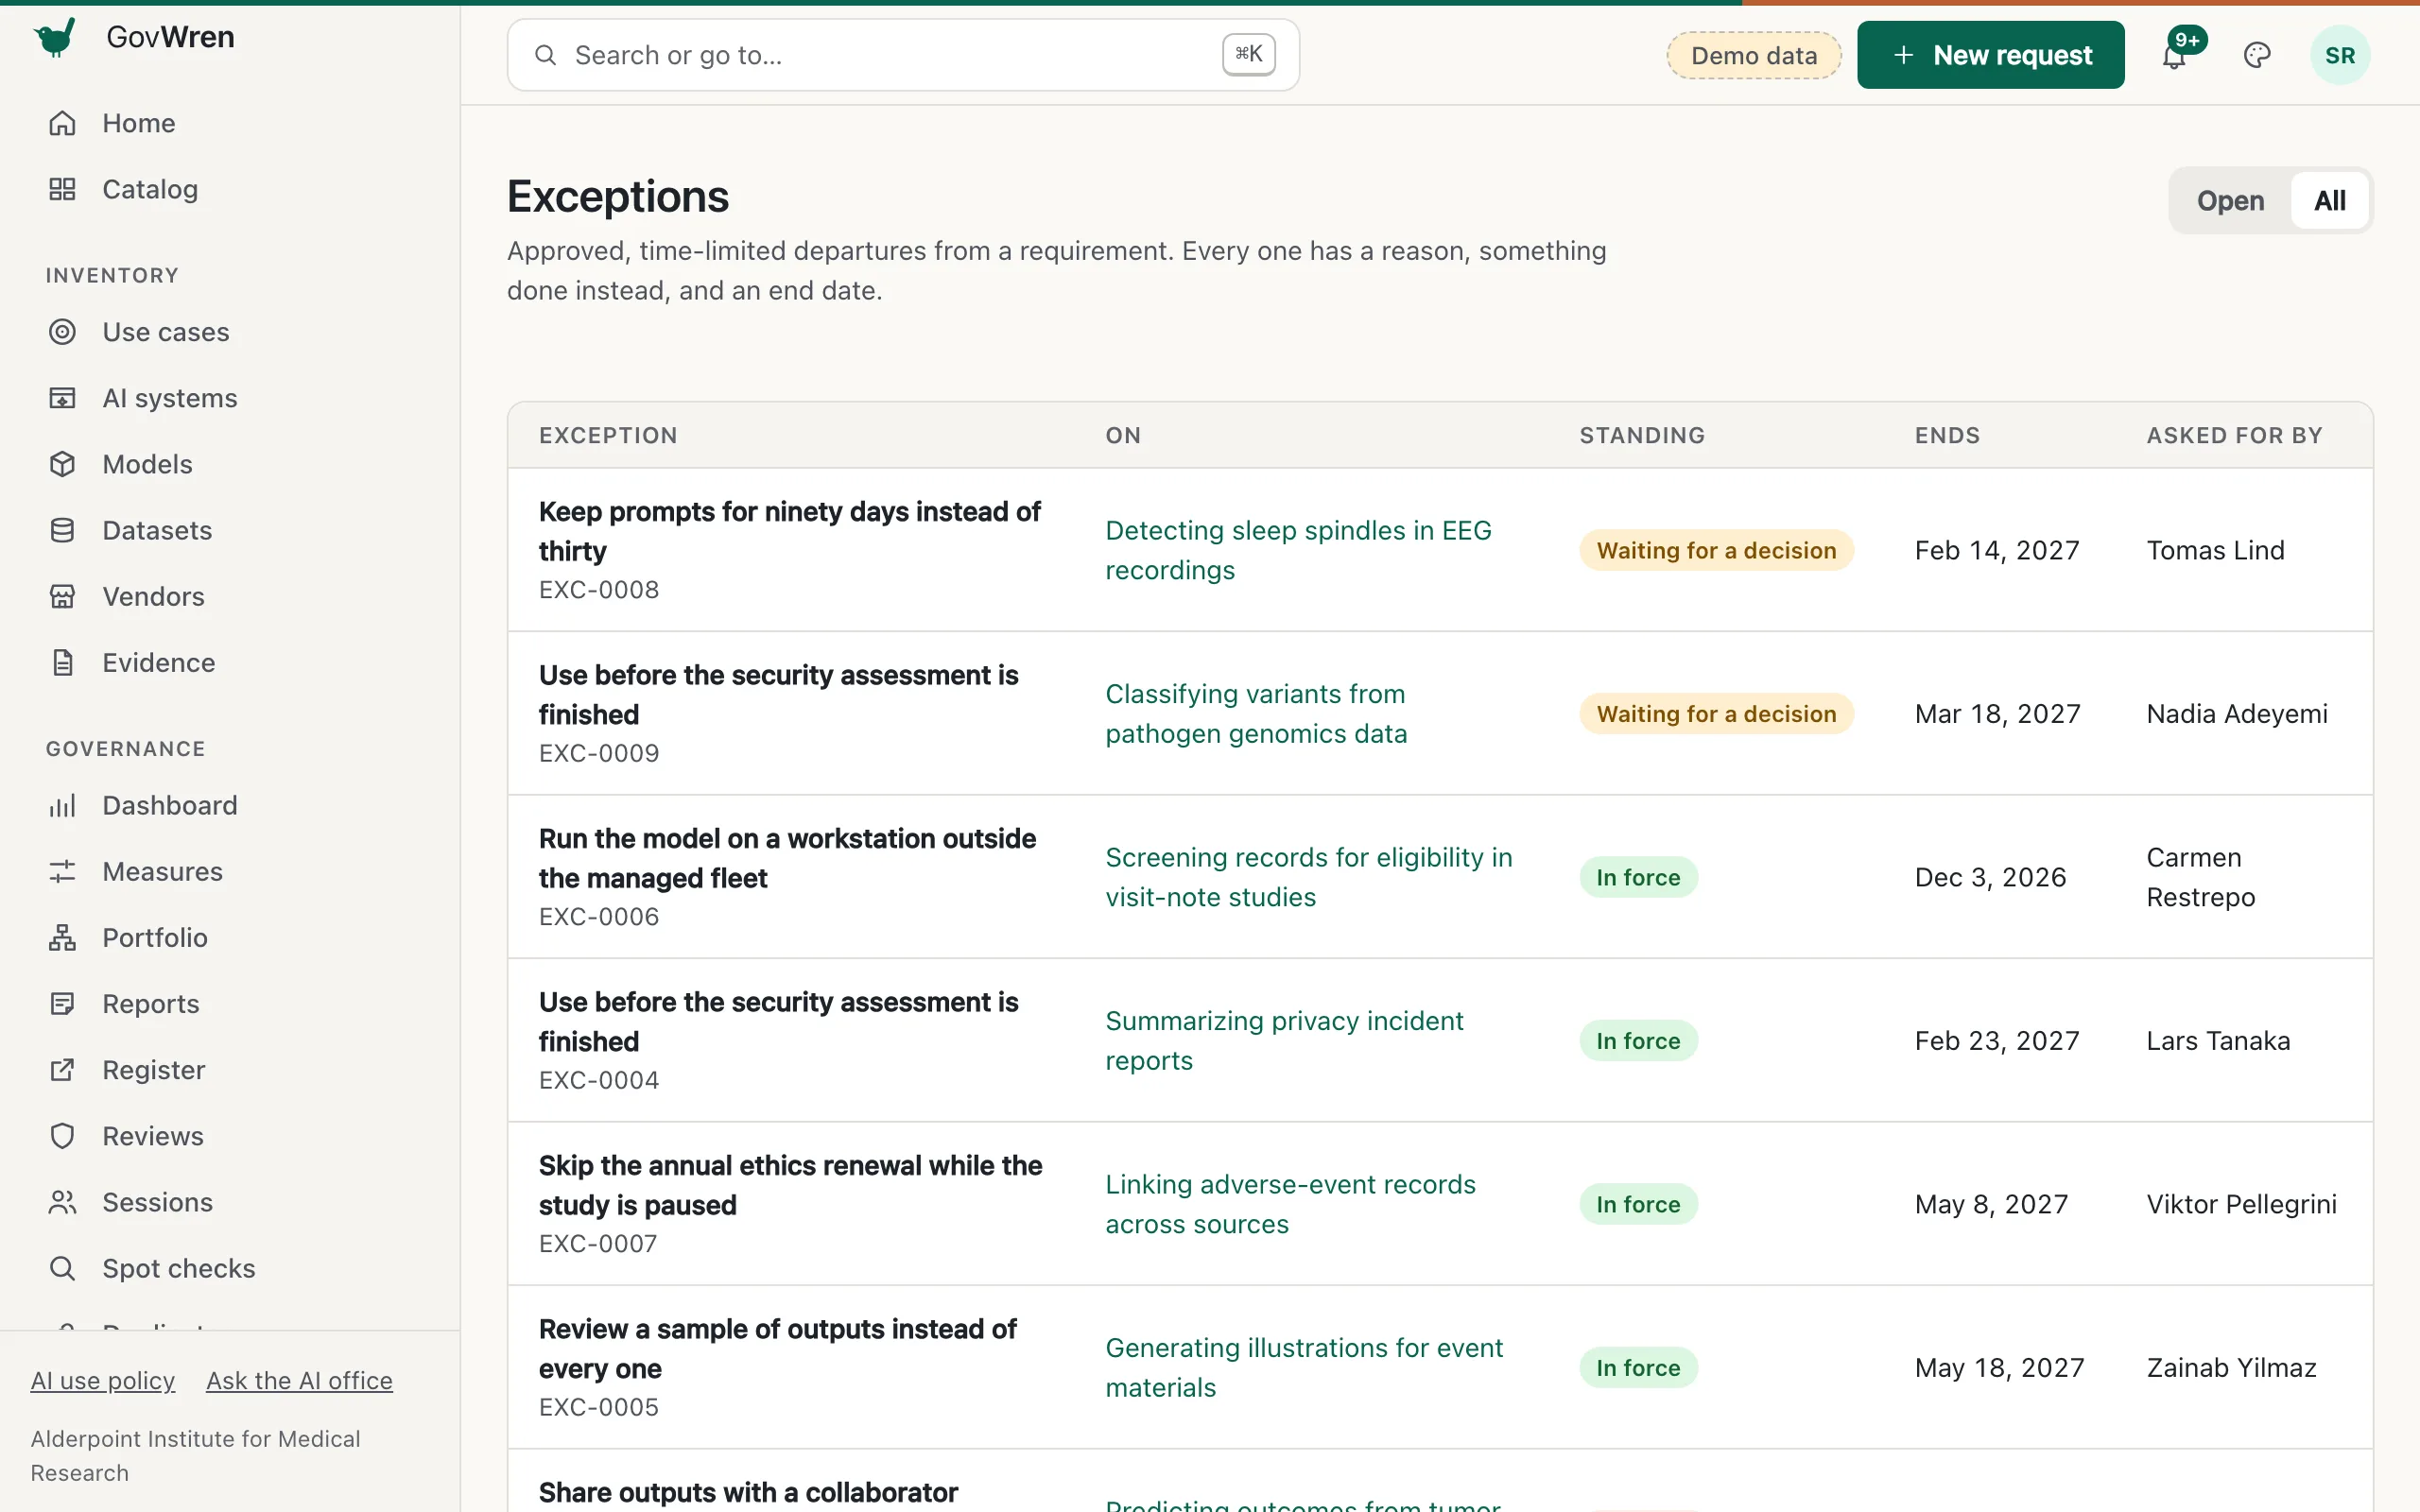 GovWren
Search or go to...
⌘K
Demo data
+ New request
9+
SR
Home
Catalog
INVENTORY
Use cases
AI systems
Models
Datasets
Vendors
Evidence
GOVERNANCE
Dashboard
Measures
Portfolio
Reports
Register
Reviews
Sessions
Spot checks
AI use policy Ask the AI office
Alderpoint Institute for Medical
Research
Exceptions
Open All
Approved, time-limited departures from a requirement. Every one has a reason, something
done instead, and an end date.
EXCEPTION ON STANDING ENDS ASKED FOR BY
Keep prompts for ninety days instead of
thirty
EXC-0008
Detecting sleep spindles in EEG
recordings
Waiting for a decision
Feb 14, 2027
Tomas Lind
Use before the security assessment is
finished
EXC-0009
Classifying variants from
pathogen genomics data
Waiting for a decision
Mar 18, 2027
Nadia Adeyemi
Run the model on a workstation outside
the managed fleet
EXC-0006
Screening records for eligibility in
visit-note studies
In force
Dec 3, 2026
Carmen
Restrepo
Use before the security assessment is
finished
EXC-0004
Summarizing privacy incident
reports
In force
Feb 23, 2027
Lars Tanaka
Skip the annual ethics renewal while the
study is paused
EXC-0007
Linking adverse-event records
across sources
In force
May 8, 2027
Viktor Pellegrini
Review a sample of outputs instead of
every one
EXC-0005
Generating illustrations for event
materials
In force
May 18, 2027
Zainab Yilmaz
Share outputs with a collaborator
Predicting outcomes from tumor